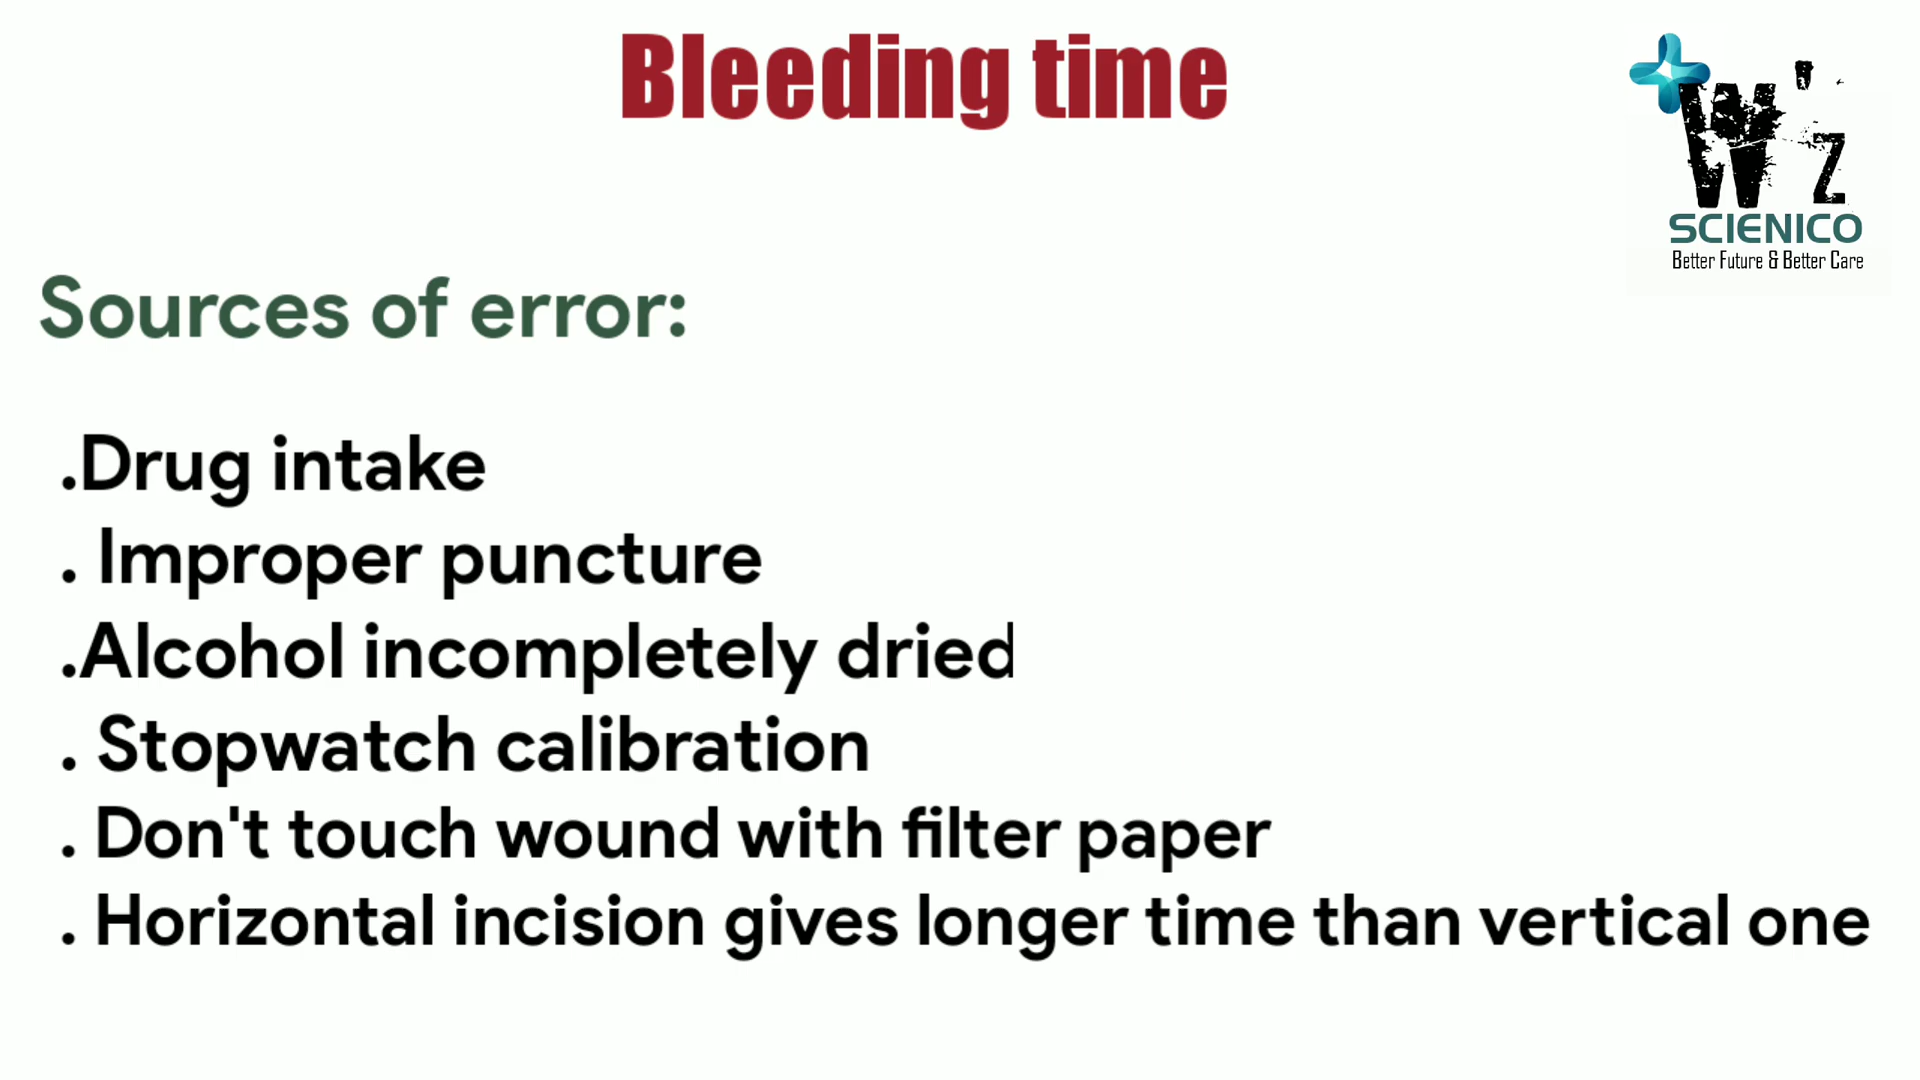 Bleeding time
W'z
SCIENICO
Better Future & Better Care
Sources of error:
.Drug intake
. Improper puncture
.Alcohol incompletely dried
. Stopwatch calibration
. Don't touch wound with filter paper
. Horizontal incision gives longer time than vertical one